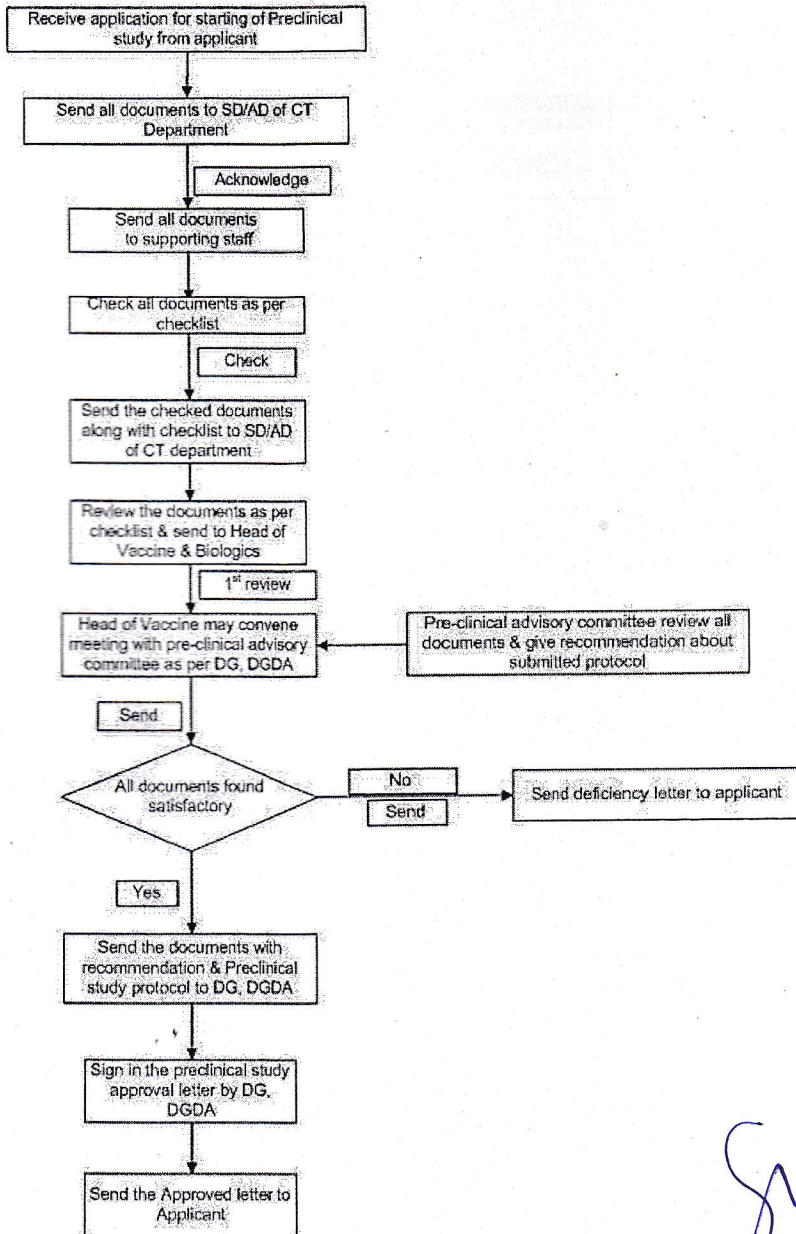 Receive application for starting of Preclinical
study from applicant
Send all documents to SD/AD of CT
Department
Acknowledge
Send all documents
to supporting staff
Check all documents as per
checklist
Check
Send the checked documents
along with checklist to SD/AD
of CT department
Review the documents as per
checklist & send to Head of
Vaccine & Biologics
1st review
Head of Vaccine may convene
meeting with pre-clinical advisory
committee as per DG, DGDA
Pre-clinical advisory committee review all
documents & give recommendation about
submitted protocol
Send
All documents found
satisfactory
No
Send
Send deficiency letter to applicant
Yes
Send the documents with
recommendation & Preclinical
study protocol to DG, DGDA
Sign in the preclinical study
approval letter by DG,
DGDA
Send the Approved letter to
Applicant